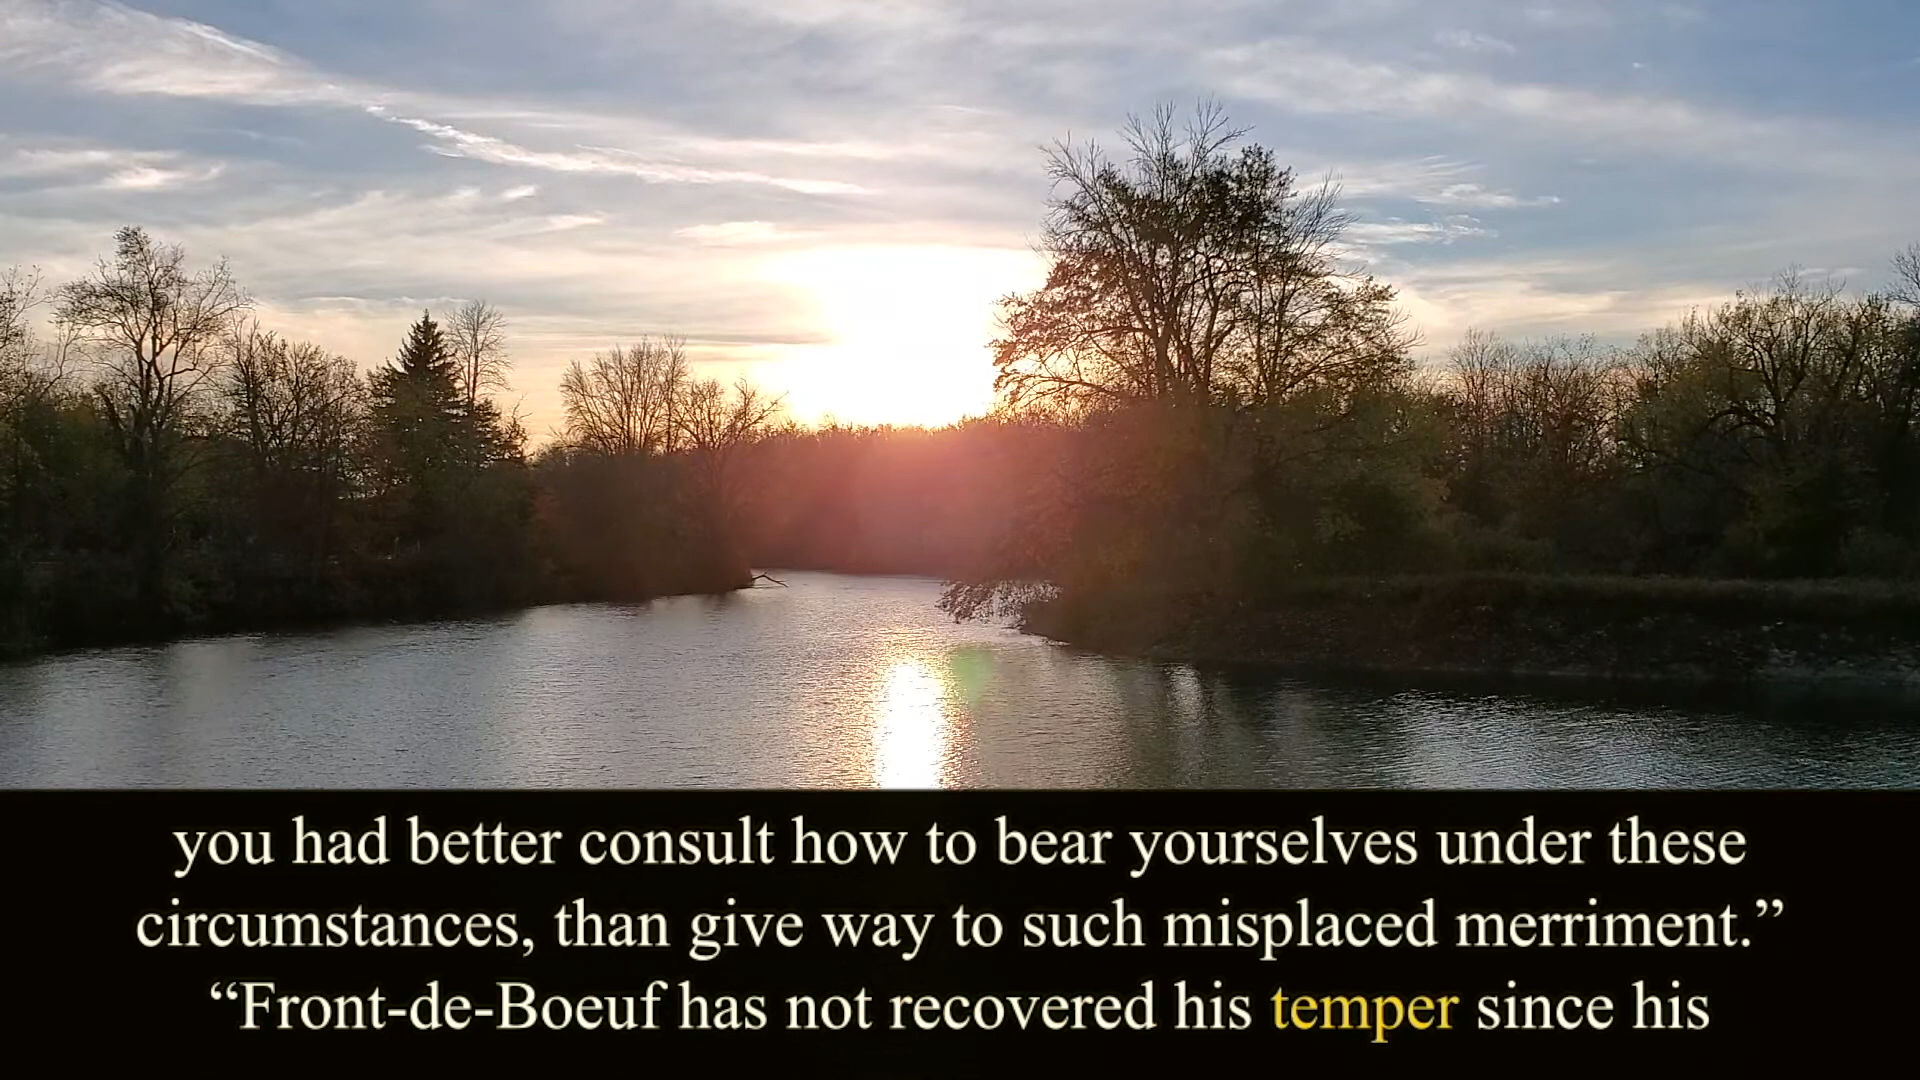 you had better consult how to bear yourselves under these
circumstances, than give way to such misplaced merriment.”
“Front-de-Boeuf has not recovered his temper since his